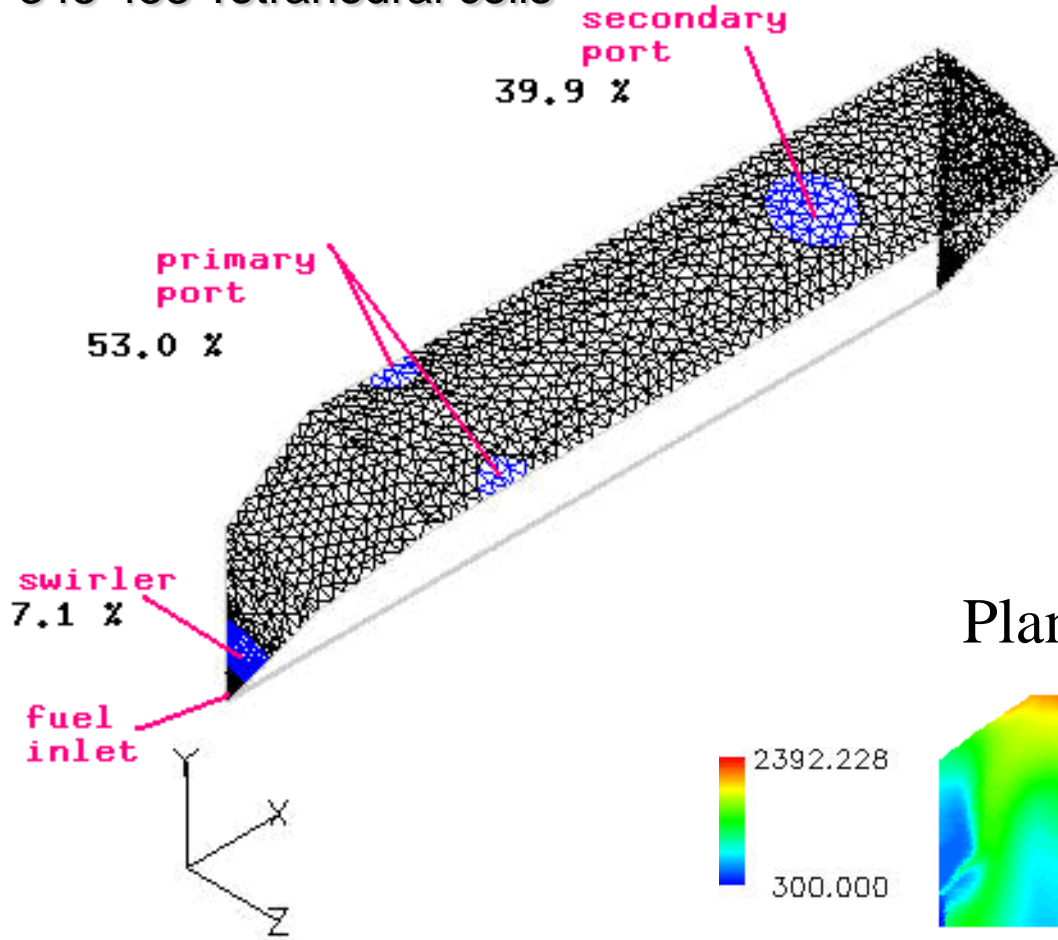 secondary
port
39.9 %
primary
port
53.0 %
swirler
7.1 %
fuel
inlet
Y
X
Z
2392.228
300.000